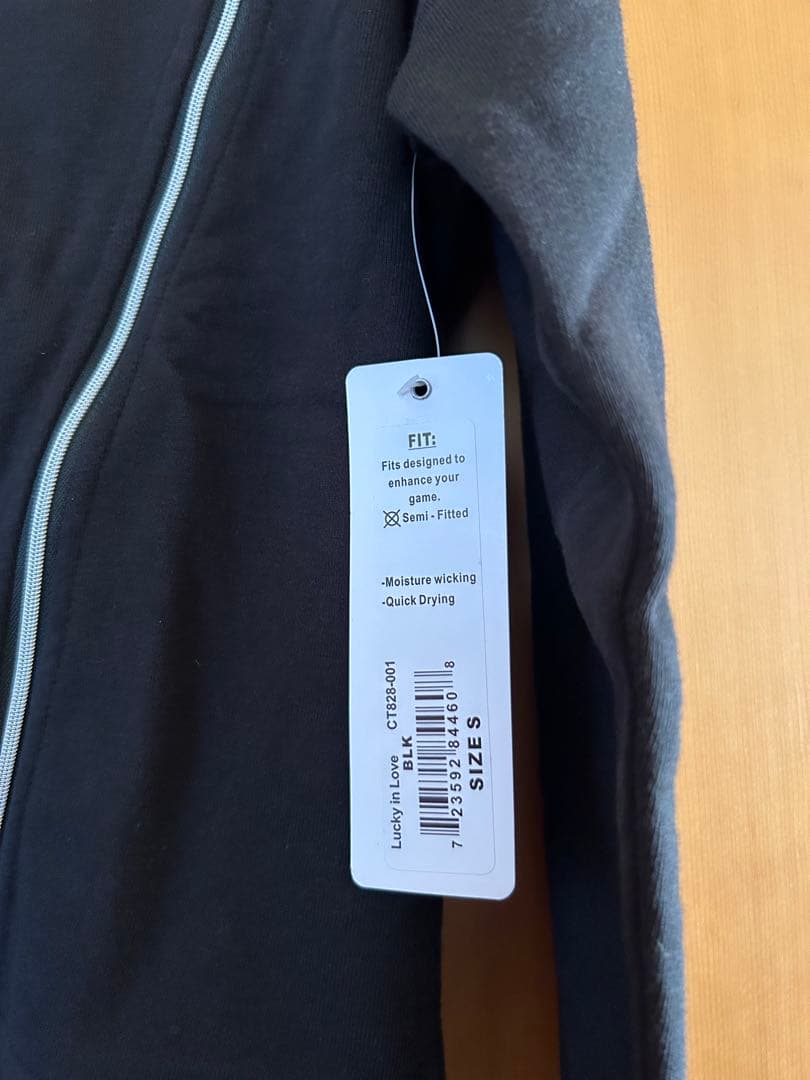 FIT:
Fits designed to
enhance your
game.
Semi - Fitted
-Moisture wicking
-Quick Drying
Lucky in Love CT828-001
BLK
7 23592 84460 8
SIZE S